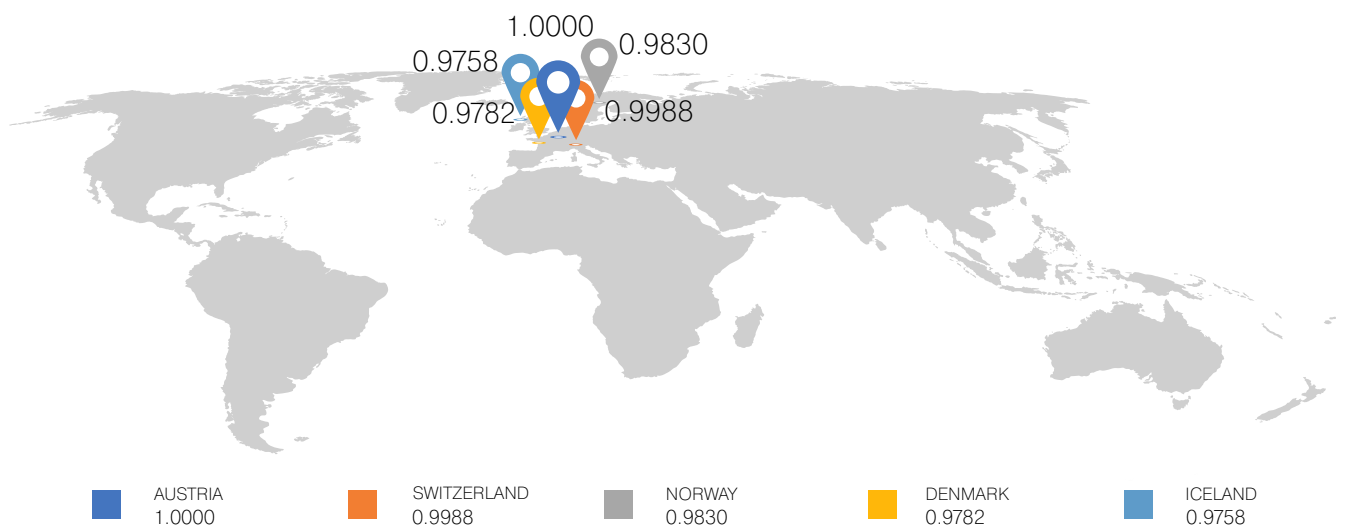 1.0000
0.9830
0.9758
0.9782
0.9988
AUSTRIA
1.0000
SWITZERLAND
0.9988
NORWAY
0.9830
DENMARK
0.9782
ICELAND
0.9758